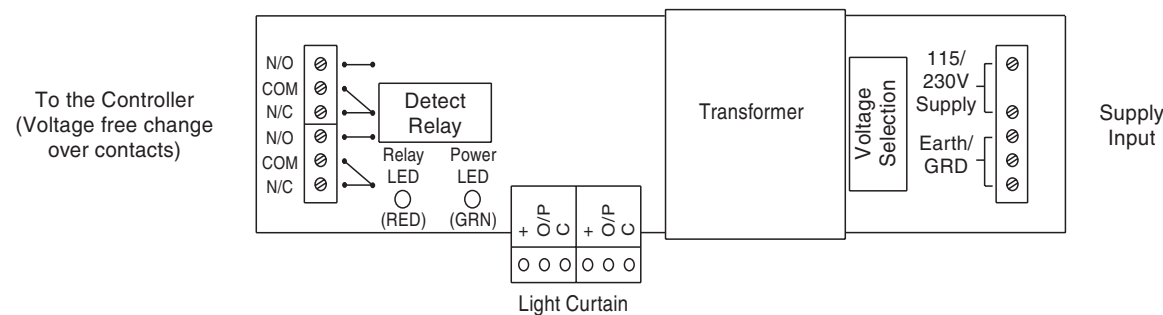 To the Controller
(Voltage free change
over contacts)
N/O
COM
N/C
N/O
COM
N/C
Detect
Relay
Relay
LED
(RED)
Power
LED
(GRN)
+ O/P C + O/P C
Light Curtain
Transformer
Voltage
Selection
115/
230V
Supply
Earth/
GRD
Supply
Input